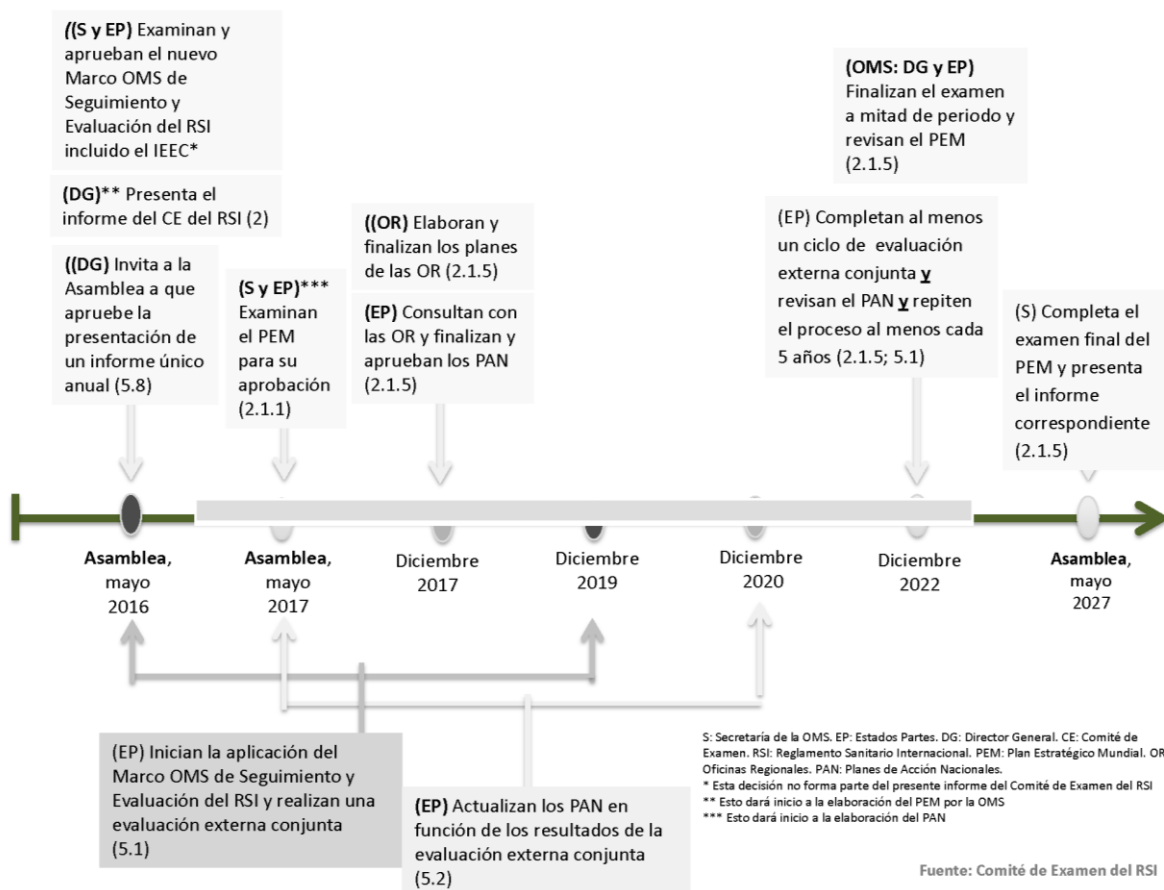 ((S y EP) Examinan y
aprueban el nuevo
Marco OMS de
Seguimiento y
Evaluación del RSI
incluido el IEEC*
(DG)** Presenta el
informe del CE del RSI (2)
((DG) Invita a la
Asamblea a que
apruebe la
presentación de
un informe único
anual (5.8)
(S y EP)***
Examinan
el PEM
para su
aprobación
(2.1.1)
((OR) Elaboran y
finalizan los planes
de las OR (2.1.5)
(EP) Consultan con
las OR y finalizan y
aprueban los PAN
(2.1.5)
(OMS: DG y EP)
Finalizan el examen
a mitad de periodo y
revisan el PEM
(2.1.5)
(EP) Completan al menos
un ciclo de evaluación
externa conjunta y
revisan el PAN y repiten
el proceso al menos cada
5 años (2.1.5; 5.1)
(S) Completa el
examen final del
PEM y presenta
el informe
correspondiente
(2.1.5)
Asamblea,
mayo
2016
Asamblea,
mayo
2017
Diciembre
2017
Diciembre
2019
Diciembre
2020
Diciembre
2022
Asamblea,
mayo
2027
(EP) Inician la aplicación del
Marco OMS de Seguimiento y
Evaluación del RSI y realizan una
evaluación externa conjunta
(5.1)
(EP) Actualizan los PAN en
función de los resultados de la
evaluación externa conjunta
(5.2)
S: Secretaría de la OMS. EP: Estados Partes. DG: Director General. CE: Comité de
Examen. RSI: Reglamento Sanitario Internacional. PEM: Plan Estratégico Mundial. OR
Oficinas Regionales. PAN: Planes de Acción Nacionales.
* Esta decisión no forma parte del presente informe del Comité de Examen del RSI
** Esto dará inicio a la elaboración del PEM por la OMS
*** Esto dará inicio a la elaboración del PAN
Fuente: Comité de Examen del RSI